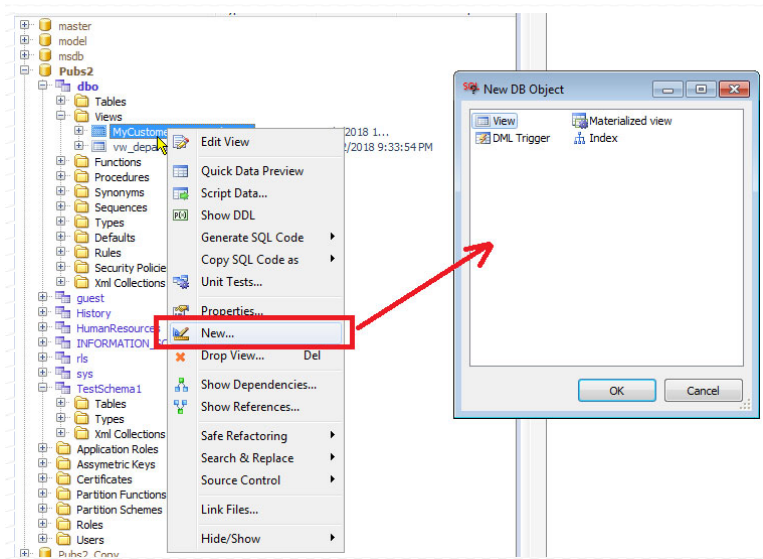 master
model
msdb
Pubs2
dbo
Tables
Views
MyCustome
/2018 1...
vw_depa
2/2018 9:33:54 PM
Functions
Procedures
Synonyms
Sequences
Types
Defaults
Rules
Security Policie
Xml Collections
guest
History
HumanResources
INFORMATION_SC
rls
sys
TestSchema1
Tables
Types
Xml Collections
Application Roles
Assymetric Keys
Certificates
Partition Functions
Partition Schemes
Roles
Users
Pubs2_Copy
Edit View
Quick Data Preview
Script Data...
Show DDL
Generate SQL Code
Copy SQL Code as
Unit Tests...
Properties...
New...
Drop View... Del
Show Dependencies...
Show References...
Safe Refactoring
Search & Replace
Source Control
Link Files...
Hide/Show
New DB Object
View Materialized view
DML Trigger Index
OK Cancel